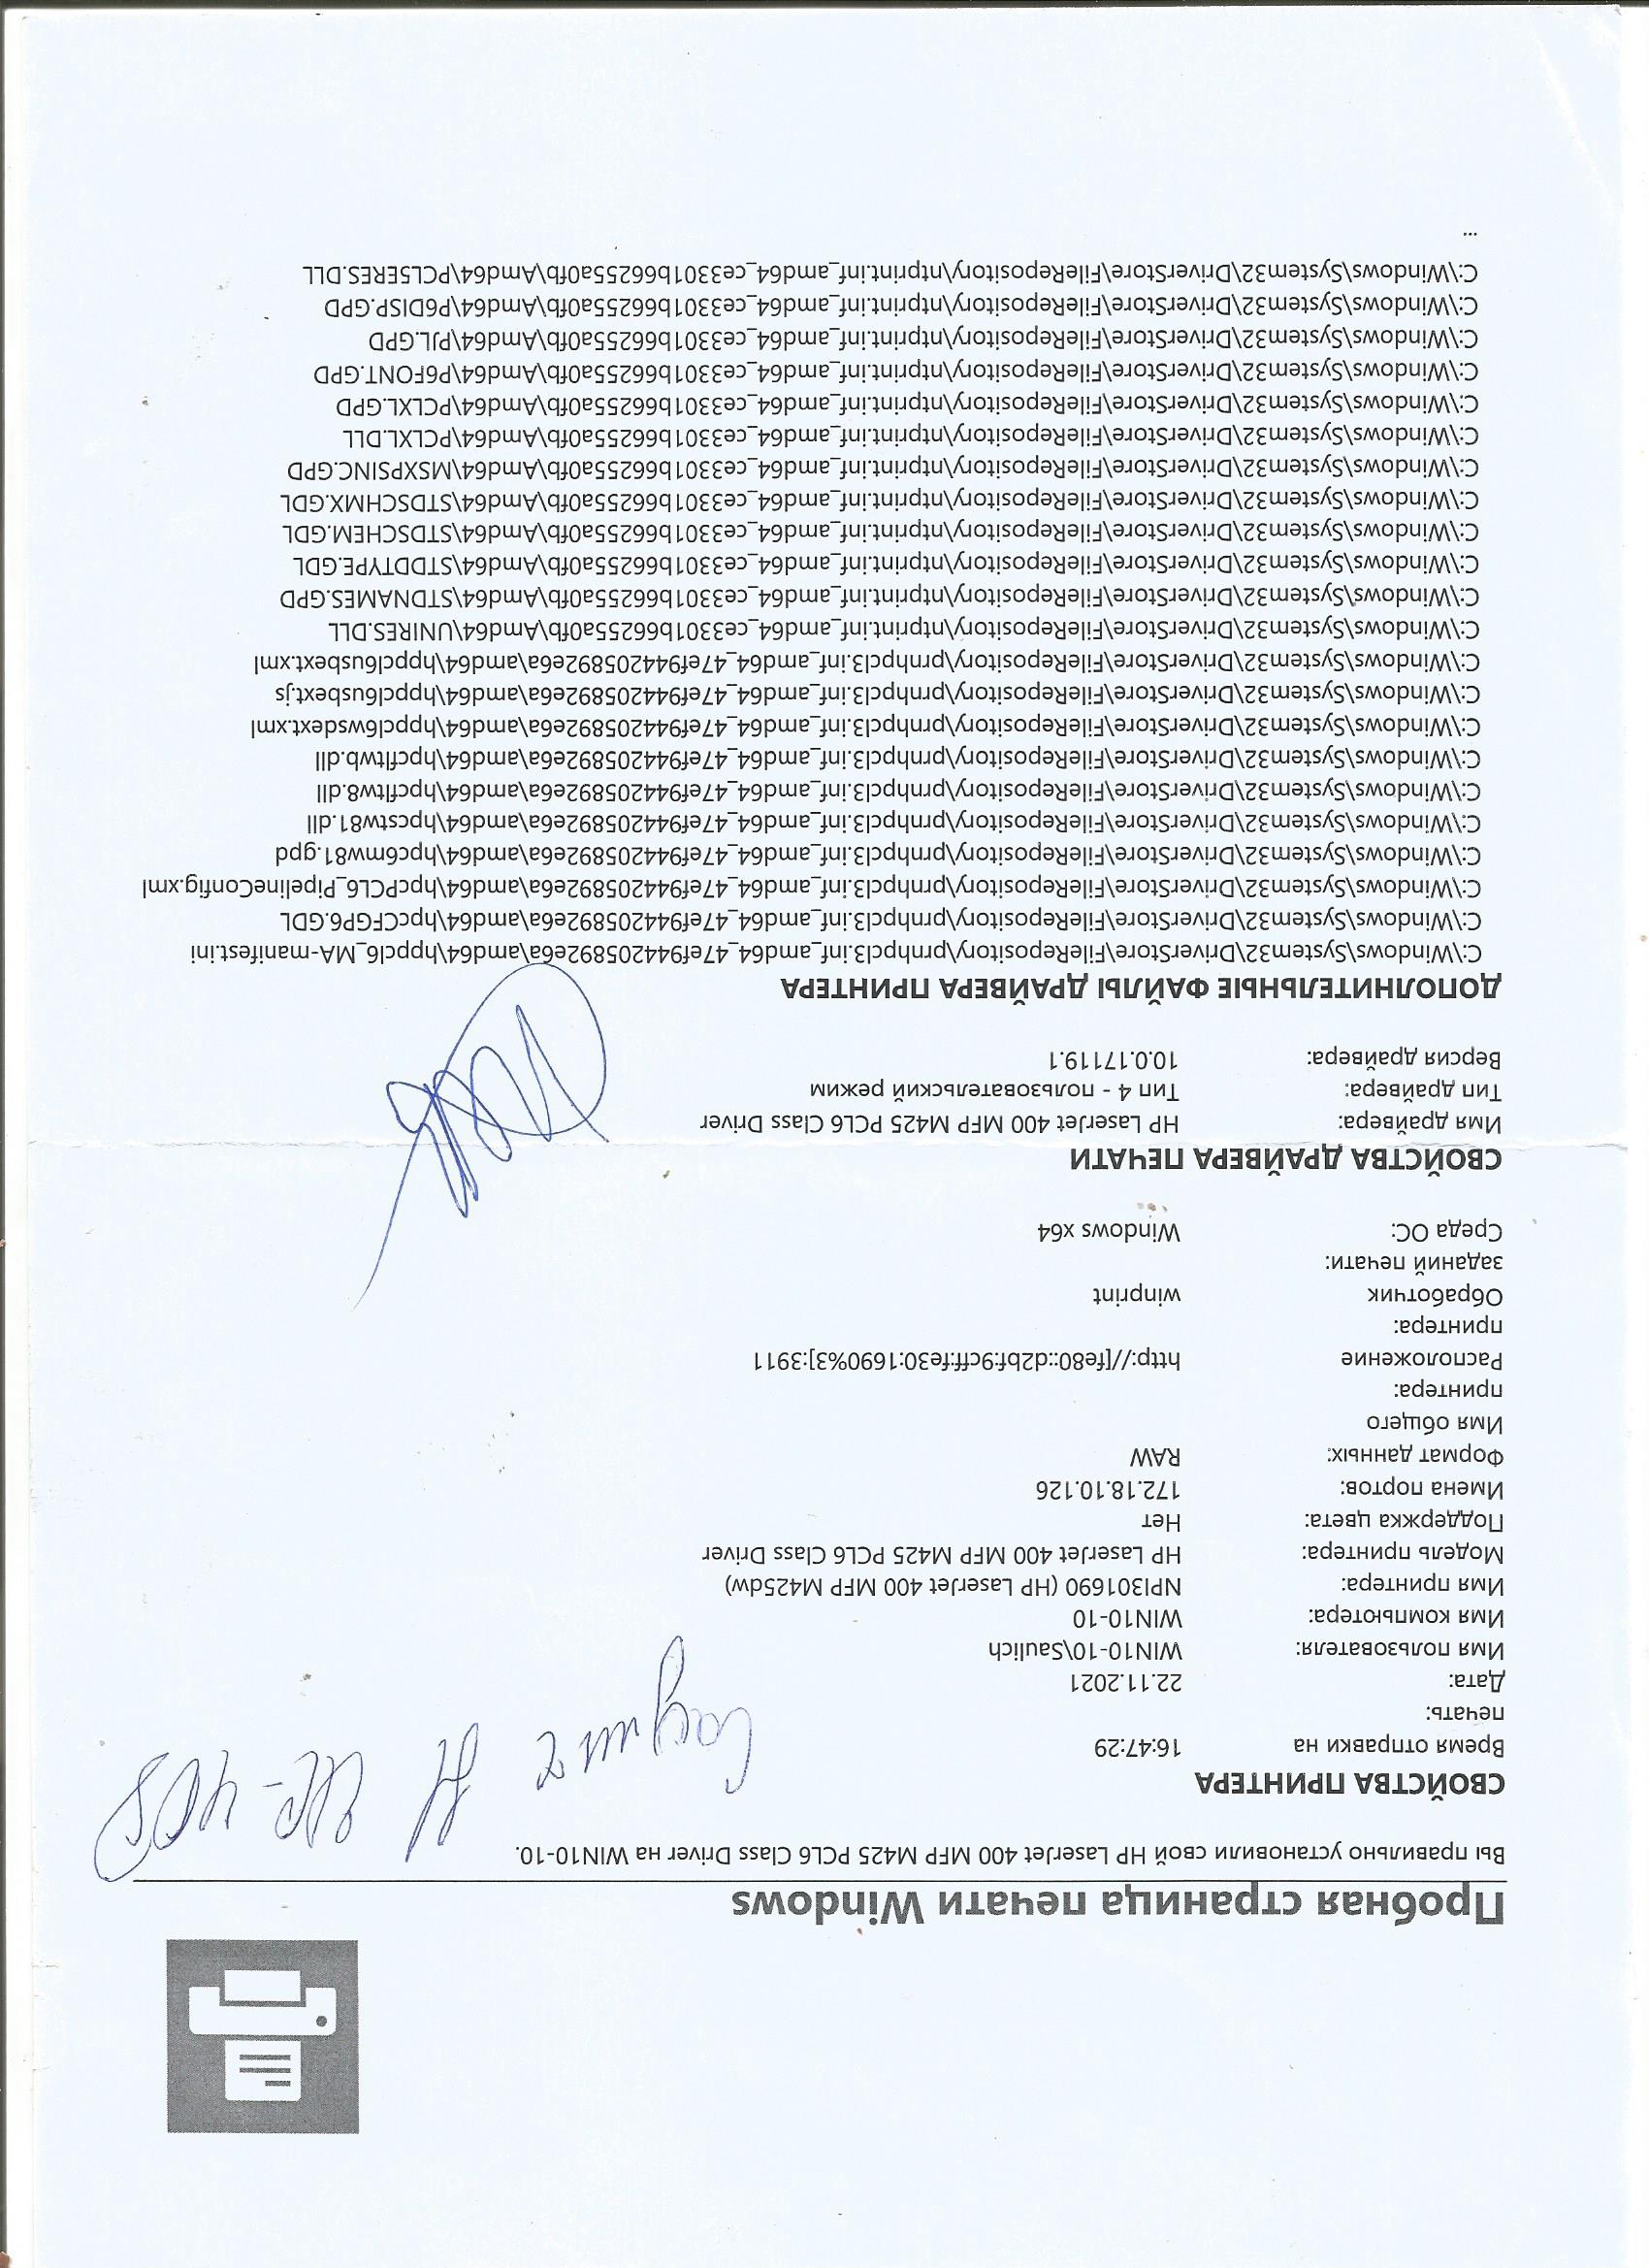 Пробная страница печати Windows
Вы правильно установили свой HP LaserJet 400 MFP M425 PCL6 Class Driver на WIN10-10.
Саулич Н ИС-408
СВОЙСТВА ПРИНТЕРА
Время отправки на 16:47:29
печать:
Дата: 22.11.2021
Имя пользователя: WIN10-10\Saulich
Имя компьютера: WIN10-10
Имя принтера: NPI301690 (HP LaserJet 400 MFP M425dw)
Модель принтера: HP LaserJet 400 MFP M425 PCL6 Class Driver
Поддержка цвета: Нет
Имена портов: 172.18.10.126
Формат данных: RAW
Имя общего
принтера:
Расположение http://[fe80::d2bf:9cff:fe30:1690%3]:3911
принтера:
Обработчик winprint
заданий печати:
Среда ОС: Windows x64
СВОЙСТВА ДРАЙВЕРА ПЕЧАТИ
Имя драйвера: HP LaserJet 400 MFP M425 PCL6 Class Driver
Тип драйвера: Тип 4 - пользовательский режим
Версия драйвера: 10.0.17119.1
ДОПОЛНИТЕЛЬНЫЕ ФАЙЛЫ ДРАЙВЕРА ПРИНТЕРА
C:\Windows\System32\DriverStore\FileRepository\prnhpcl3.inf_amd64_47ef944205892e6a\amd64\hppcl6_MA-manifest.ini
C:\Windows\System32\DriverStore\FileRepository\prnhpcl3.inf_amd64_47ef944205892e6a\amd64\hpcCFGP6.GDL
C:\Windows\System32\DriverStore\FileRepository\prnhpcl3.inf_amd64_47ef944205892e6a\amd64\hpcPCL6_PipelineConfig.xml
C:\Windows\System32\DriverStore\FileRepository\prnhpcl3.inf_amd64_47ef944205892e6a\amd64\hpc6mw81.gpd
C:\Windows\System32\DriverStore\FileRepository\prnhpcl3.inf_amd64_47ef944205892e6a\amd64\hpcstw81.dll
C:\Windows\System32\DriverStore\FileRepository\prnhpcl3.inf_amd64_47ef944205892e6a\amd64\hpcfltw8.dll
C:\Windows\System32\DriverStore\FileRepository\prnhpcl3.inf_amd64_47ef944205892e6a\amd64\hpcfltwb.dll
C:\Windows\System32\DriverStore\FileRepository\prnhpcl3.inf_amd64_47ef944205892e6a\amd64\hppcl6wsdext.xml
C:\Windows\System32\DriverStore\FileRepository\prnhpcl3.inf_amd64_47ef944205892e6a\amd64\hppcl6usbext.js
C:\Windows\System32\DriverStore\FileRepository\prnhpcl3.inf_amd64_47ef944205892e6a\amd64\hppcl6usbext.xml
C:\Windows\System32\DriverStore\FileRepository\ntprint.inf_amd64_ce3301b66255a0fb\Amd64\UNIRES.DLL
C:\Windows\System32\DriverStore\FileRepository\ntprint.inf_amd64_ce3301b66255a0fb\Amd64\STDNAMES.GPD
C:\Windows\System32\DriverStore\FileRepository\ntprint.inf_amd64_ce3301b66255a0fb\Amd64\STDDTYPE.GDL
C:\Windows\System32\DriverStore\FileRepository\ntprint.inf_amd64_ce3301b66255a0fb\Amd64\STDSCHEM.GDL
C:\Windows\System32\DriverStore\FileRepository\ntprint.inf_amd64_ce3301b66255a0fb\Amd64\STDSCHMX.GDL
C:\Windows\System32\DriverStore\FileRepository\ntprint.inf_amd64_ce3301b66255a0fb\Amd64\MSXPSINC.GPD
C:\Windows\System32\DriverStore\FileRepository\ntprint.inf_amd64_ce3301b66255a0fb\Amd64\PCLXL.DLL
C:\Windows\System32\DriverStore\FileRepository\ntprint.inf_amd64_ce3301b66255a0fb\Amd64\PCLXL.GPD
C:\Windows\System32\DriverStore\FileRepository\ntprint.inf_amd64_ce3301b66255a0fb\Amd64\P6FONT.GPD
C:\Windows\System32\DriverStore\FileRepository\ntprint.inf_amd64_ce3301b66255a0fb\Amd64\PJL.GPD
C:\Windows\System32\DriverStore\FileRepository\ntprint.inf_amd64_ce3301b66255a0fb\Amd64\P6DISP.GPD
C:\Windows\System32\DriverStore\FileRepository\ntprint.inf_amd64_ce3301b66255a0fb\Amd64\PCL5ERES.DLL
...